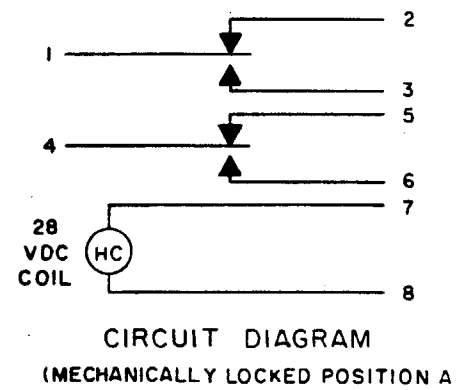 2
1
3
5
4
6
7
28
VDC
COIL
HC
8
CIRCUIT DIAGRAM
(MECHANICALLY LOCKED POSITION A